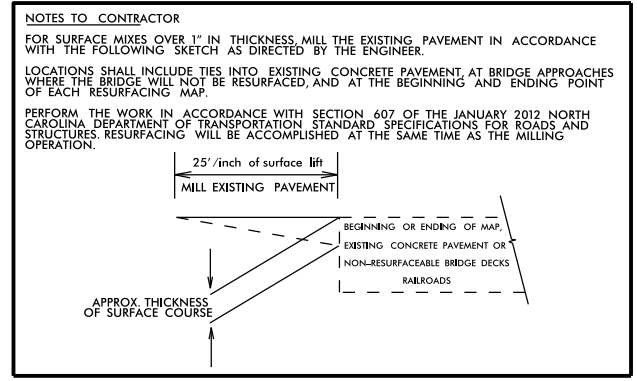 NOTES TO CONTRACTOR
FOR SURFACE MIXES OVER 1" IN THICKNESS, MILL THE EXISTING PAVEMENT IN ACCORDANCE
WITH THE FOLLOWING SKETCH AS DIRECTED BY THE ENGINEER.
LOCATIONS SHALL INCLUDE TIES INTO EXISTING CONCRETE PAVEMENT, AT BRIDGE APPROACHES
WHERE THE BRIDGE WILL NOT BE RESURFACED, AND AT THE BEGINNING AND ENDING POINT
OF EACH RESURFACING MAP.
PERFORM THE WORK IN ACCORDANCE WITH SECTION 607 OF THE JANUARY 2012 NORTH
CAROLINA DEPARTMENT OF TRANSPORTATION STANDARD SPECIFICATIONS FOR ROADS AND
STRUCTURES. RESURFACING WILL BE ACCOMPLISHED AT THE SAME TIME AS THE MILLING
OPERATION.
25'/inch of surface lift
MILL EXISTING PAVEMENT
BEGINNING OR ENDING OF MAP,
EXISTING CONCRETE PAVEMENT OR
NON-RESURFACEABLE BRIDGE DECKS
RAILROADS
APPROX. THICKNESS
OF SURFACE COURSE